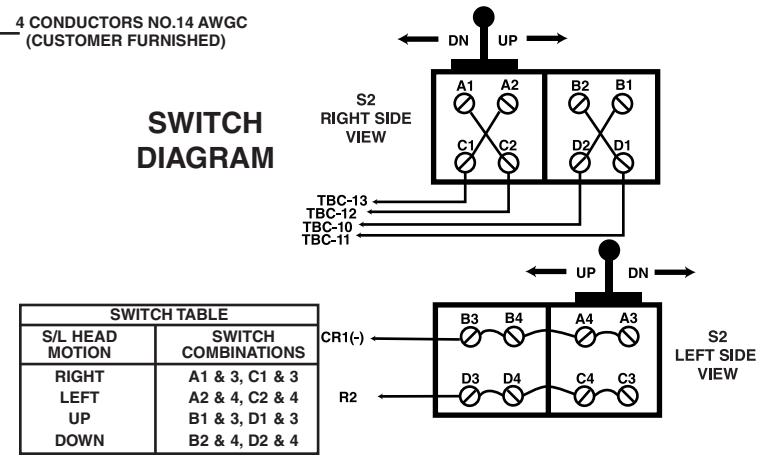 4 CONDUCTORS NO.14 AWGC
(CUSTOMER FURNISHED)
DN UP
A1 A2 B2 B1
S2
RIGHT SIDE
VIEW
SWITCH
DIAGRAM
C1 C2 D2 D1
TBC-13
TBC-12
TBC-10
TBC-11
UP DN
SWITCH TABLE
S/L HEAD
MOTION
SWITCH
COMBINATIONS
RIGHT A1 & 3, C1 & 3
LEFT A2 & 4, C2 & 4
UP B1 & 3, D1 & 3
DOWN B2 & 4, D2 & 4
B3 B4 A4 A3
CR1(-)
S2
LEFT SIDE
VIEW
D3 D4 C4 C3
R2